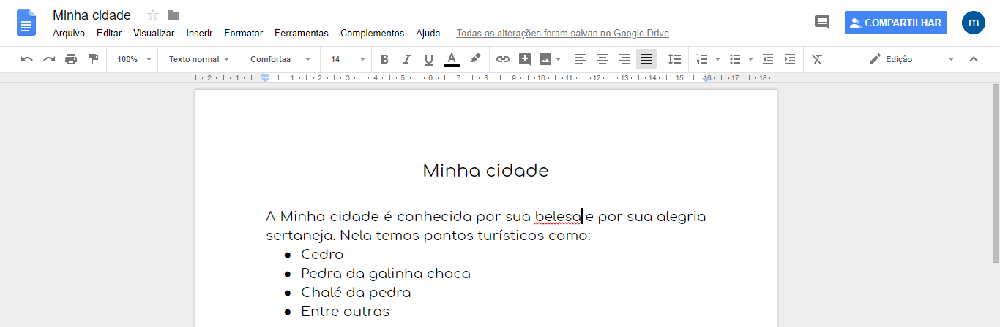 Minha cidade
Arquivo Editar Visualizar Inserir Formatar Ferramentas Complementos Ajuda Todas as alterações foram salvas no Google Drive
COMPARTILHAR
m
100% Texto normal Comfortaa 14 B I U A Edição
2 1 1 2 3 4 5 6 7 8 9 10 11 12 13 14 15 16 17 18
Minha cidade
A Minha cidade é conhecida por sua belesa e por sua alegria
sertaneja. Nela temos pontos turísticos como:
● Cedro
● Pedra da galinha choca
● Chalé da pedra
● Entre outras